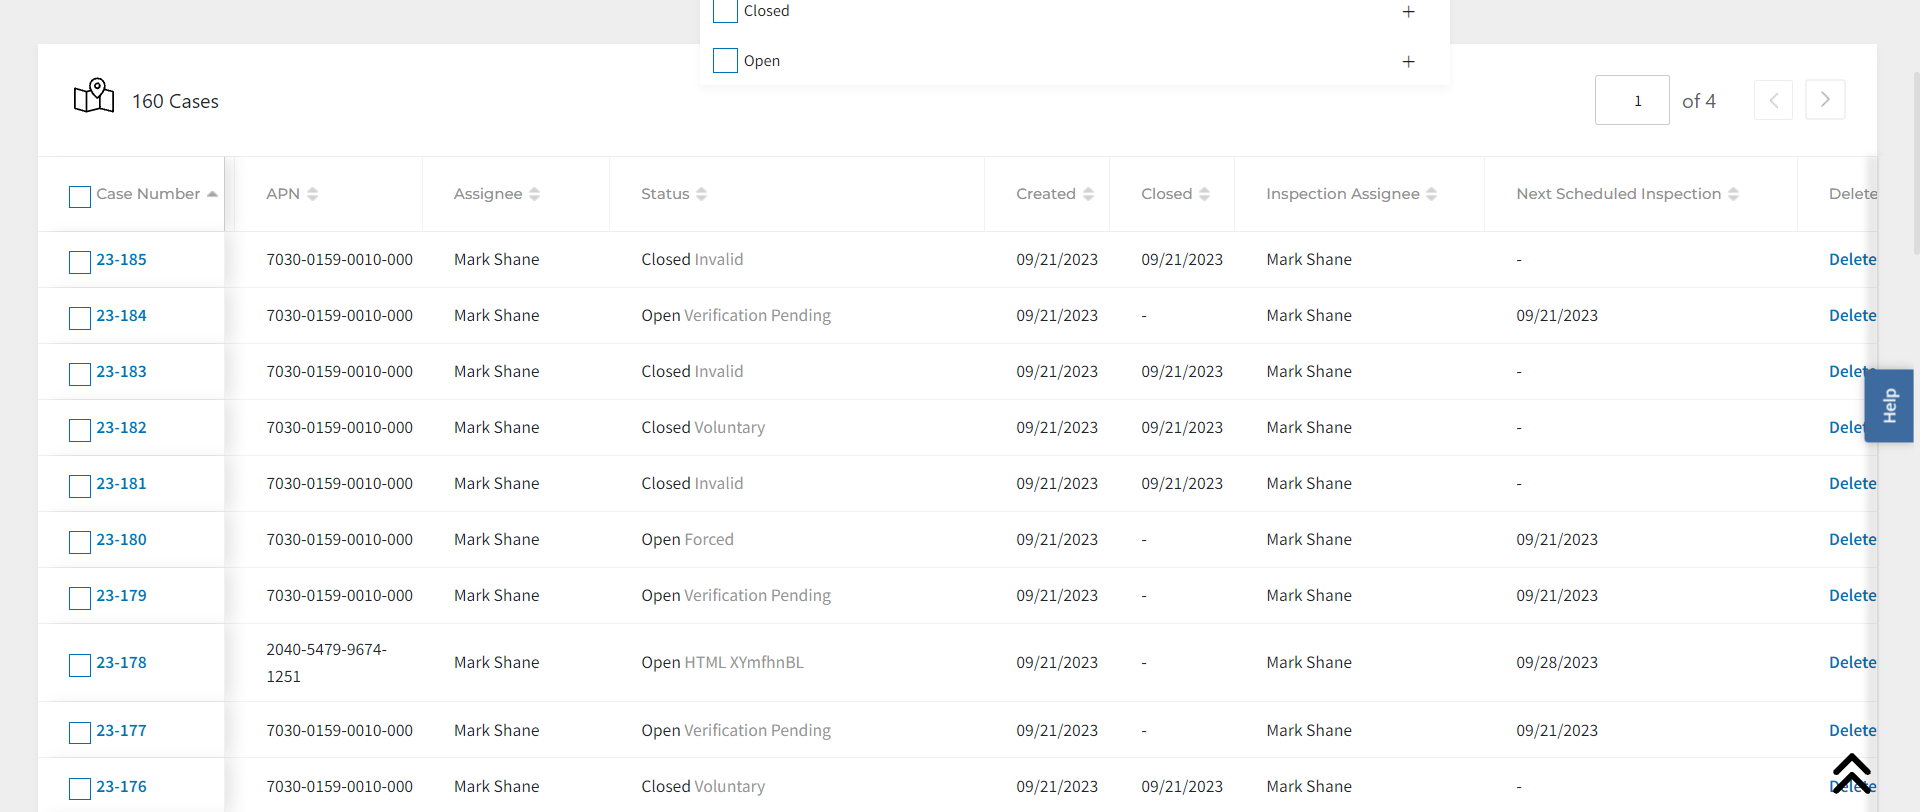 Closed +
Open +
160 Cases
1 of 4
Case Number APN Assignee Status Created Closed Inspection Assignee Next Scheduled Inspection Delete
23-185 7030-0159-0010-000 Mark Shane Closed Invalid 09/21/2023 09/21/2023 Mark Shane - Delete
23-184 7030-0159-0010-000 Mark Shane Open Verification Pending 09/21/2023 - Mark Shane 09/21/2023 Delete
23-183 7030-0159-0010-000 Mark Shane Closed Invalid 09/21/2023 09/21/2023 Mark Shane - Delete
Help
23-182 7030-0159-0010-000 Mark Shane Closed Voluntary 09/21/2023 09/21/2023 Mark Shane - Delete
23-181 7030-0159-0010-000 Mark Shane Closed Invalid 09/21/2023 09/21/2023 Mark Shane - Delete
23-180 7030-0159-0010-000 Mark Shane Open Forced 09/21/2023 - Mark Shane 09/21/2023 Delete
23-179 7030-0159-0010-000 Mark Shane Open Verification Pending 09/21/2023 - Mark Shane 09/21/2023 Delete
23-178 2040-5479-9674-
1251 Mark Shane Open HTML XYmfhnBL 09/21/2023 - Mark Shane 09/28/2023 Delete
23-177 7030-0159-0010-000 Mark Shane Open Verification Pending 09/21/2023 - Mark Shane 09/21/2023 Delete
23-176 7030-0159-0010-000 Mark Shane Closed Voluntary 09/21/2023 09/21/2023 Mark Shane - Delete